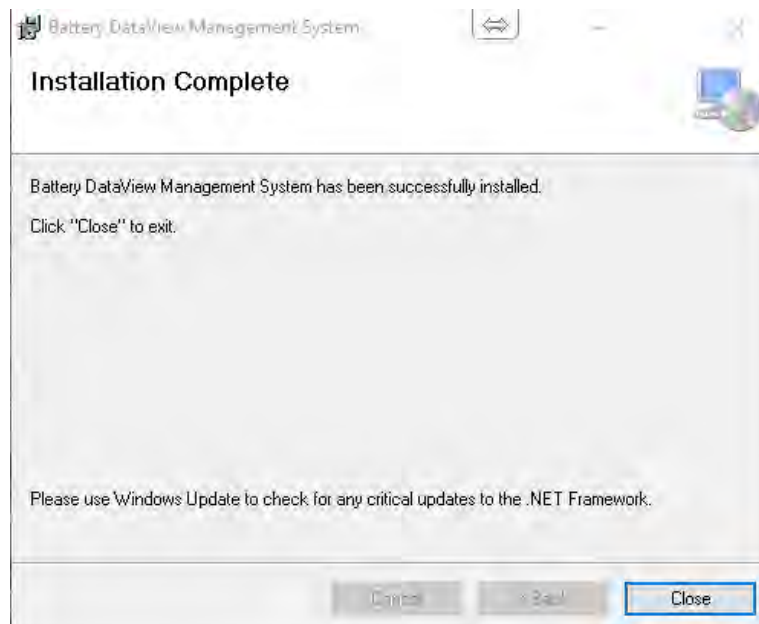 Battery DataView Management System
Installation Complete
Battery DataView Management System has been successfully installed.
Click "Close" to exit.
Please use Windows Update to check for any critical updates to the .NET Framework.
Cancel
< Back
Close